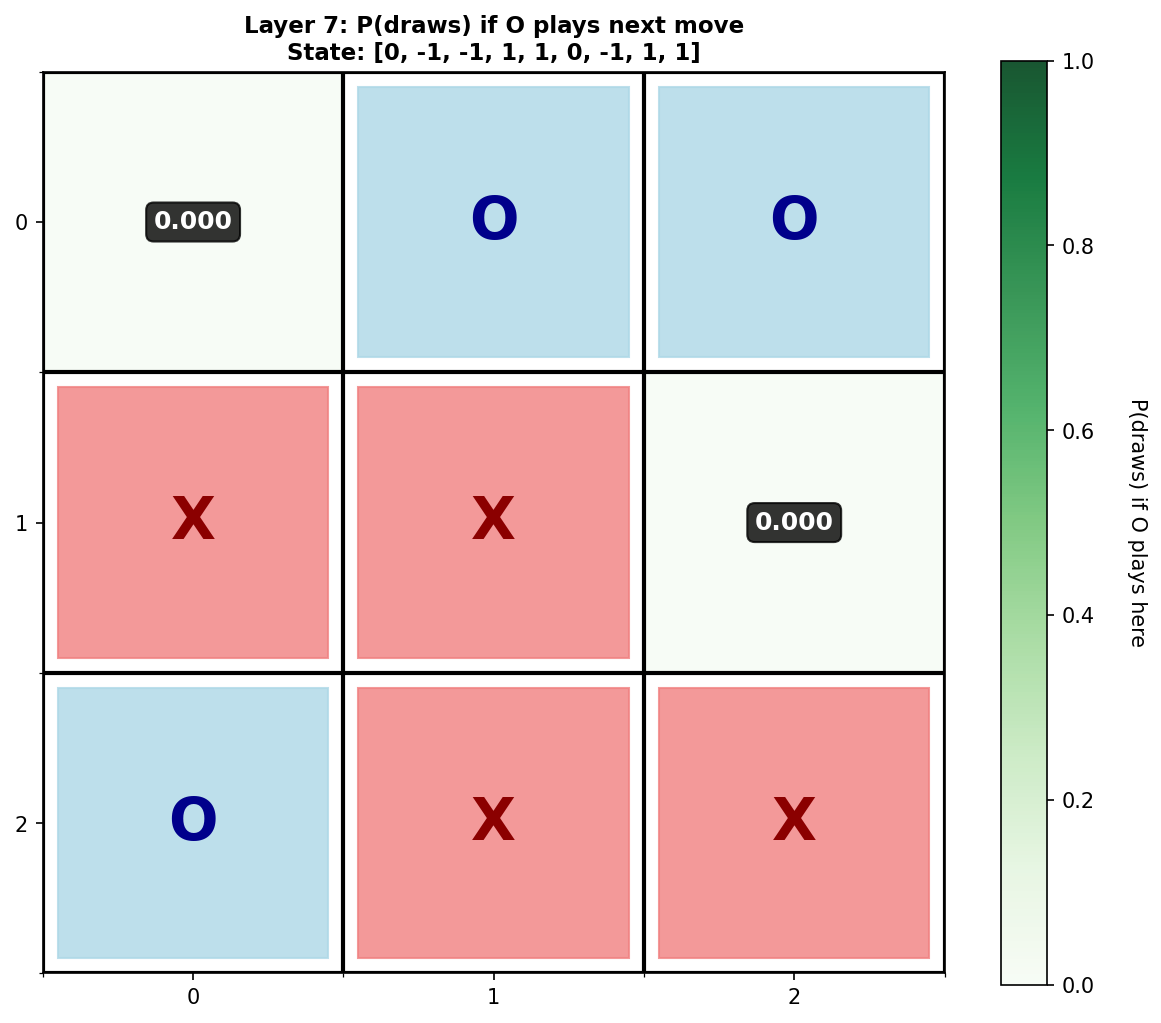 Layer 7: P(draws) if O plays next move
State: [0, -1, -1, 1, 1, 0, -1, 1, 1]
0
0.000
O
O
1
X
X
0.000
2
O
X
X
0
1
2
1.0
0.8
0.6
0.4
0.2
0.0
P(draws) if O plays here